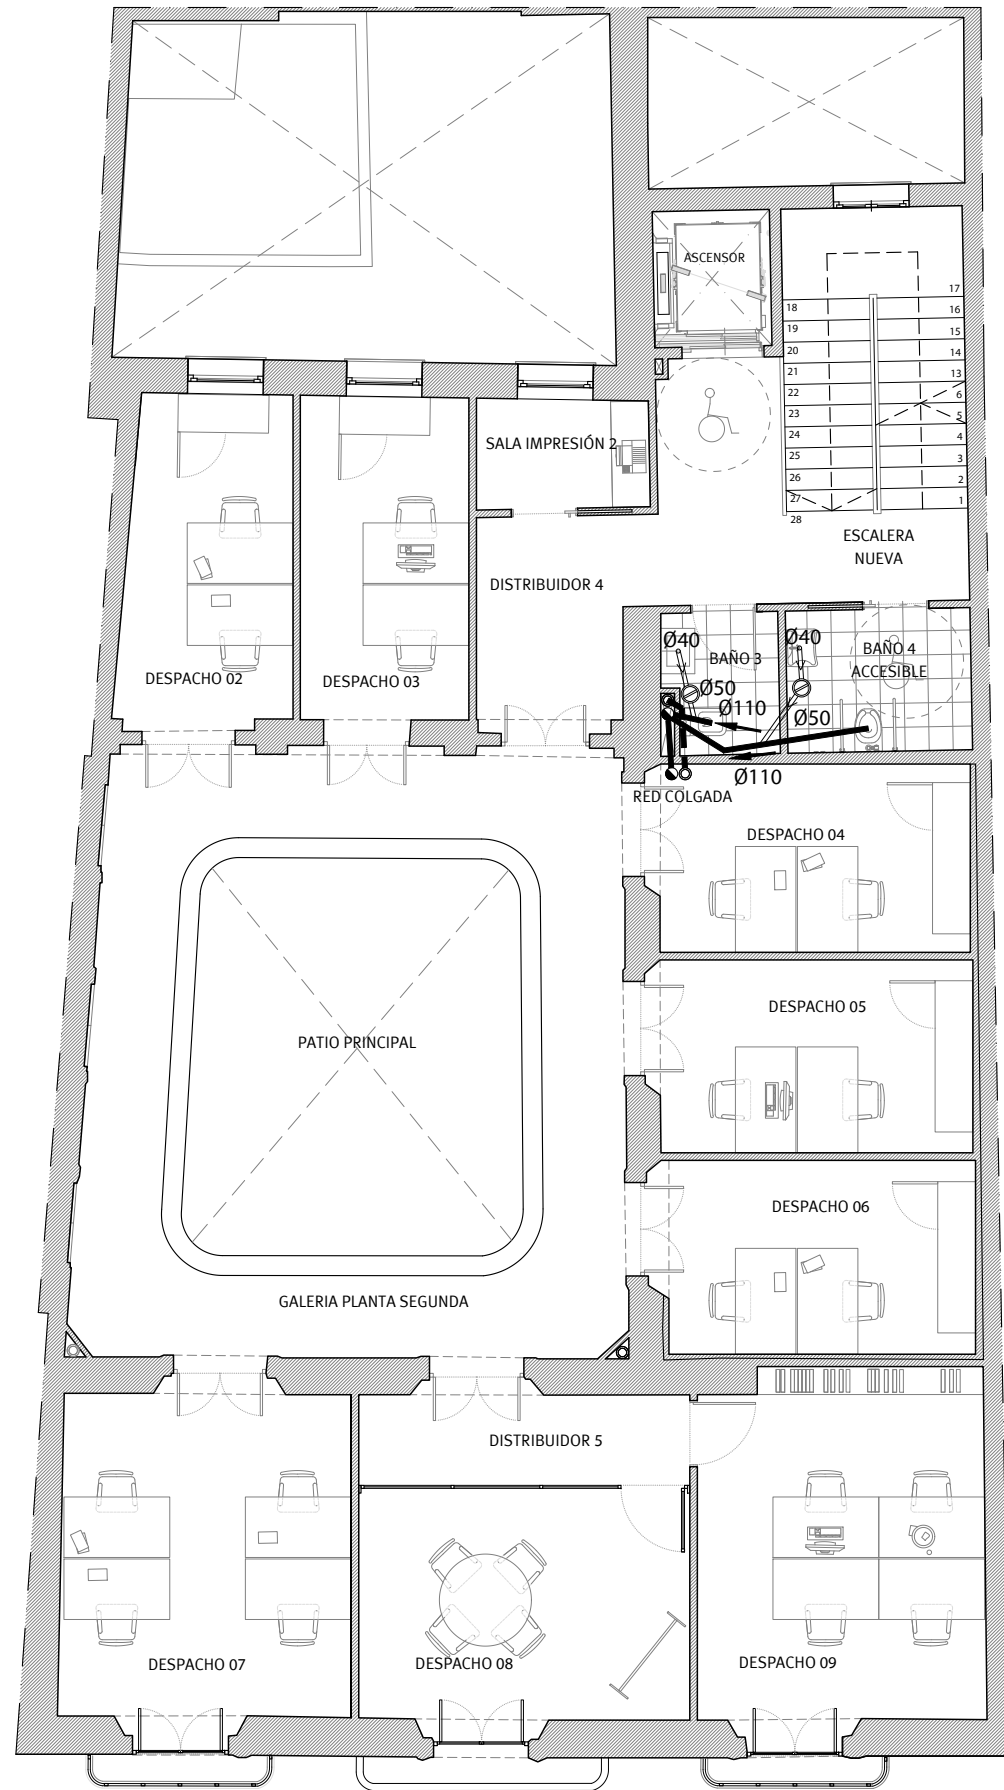 ASCENSOR
17
18
16
19
15
20
14
21
13
22
6
23
5
24
4
25
3
26
2
27
1
28
SALA IMPRESIÓN 2
ESCALERA
NUEVA
DISTRIBUIDOR 4
Ø40
BAÑO 3
Ø40
BAÑO 4
ACCESIBLE
Ø50
Ø110
Ø50
Ø110
RED COLGADA
DESPACHO 02
DESPACHO 03
DESPACHO 04
DESPACHO 05
PATIO PRINCIPAL
DESPACHO 06
GALERIA PLANTA SEGUNDA
DISTRIBUIDOR 5
DESPACHO 07
DESPACHO 08
DESPACHO 09